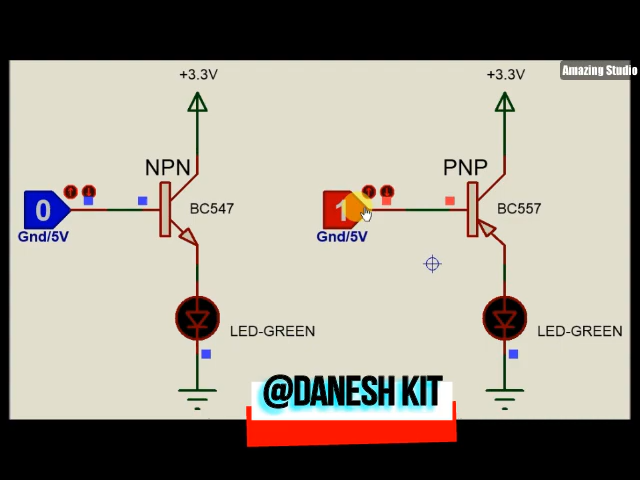 Amazing Studio
+3.3V
+3.3V
NPN
PNP
0
BC547
1
BC557
Gnd/5V
Gnd/5V
LED-GREEN
LED-GREEN
@DANESH KIT